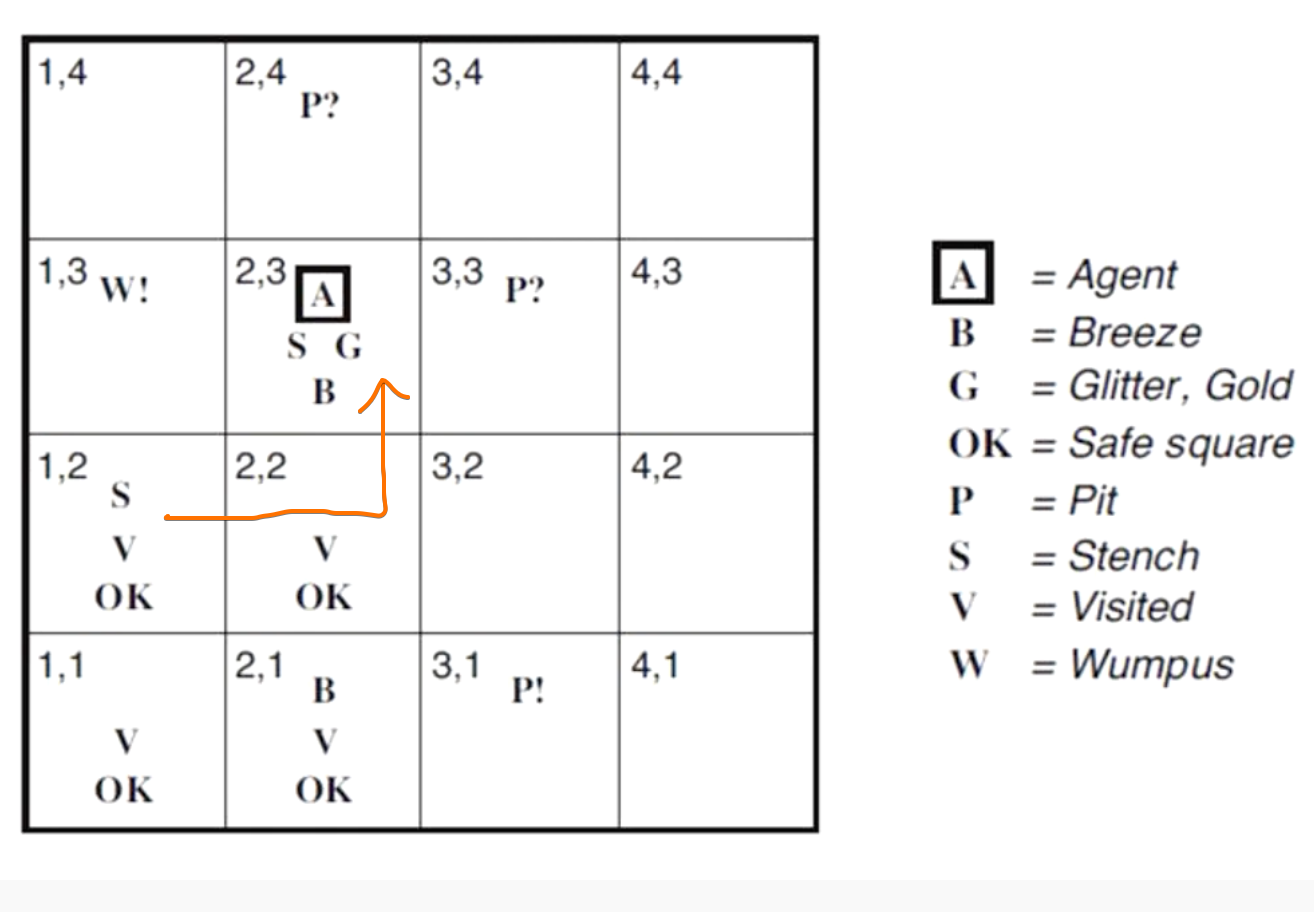 1,4
2,4
P?
3,4
4,4
1,3 W!
2,3
A
S G
B
3,3 P?
4,3
1,2
S
V
OK
2,2
V
OK
3,2
4,2
1,1
V
OK
2,1
B
V
OK
3,1 P!
4,1
A = Agent
B = Breeze
G = Glitter, Gold
OK = Safe square
P = Pit
S = Stench
V = Visited
W = Wumpus